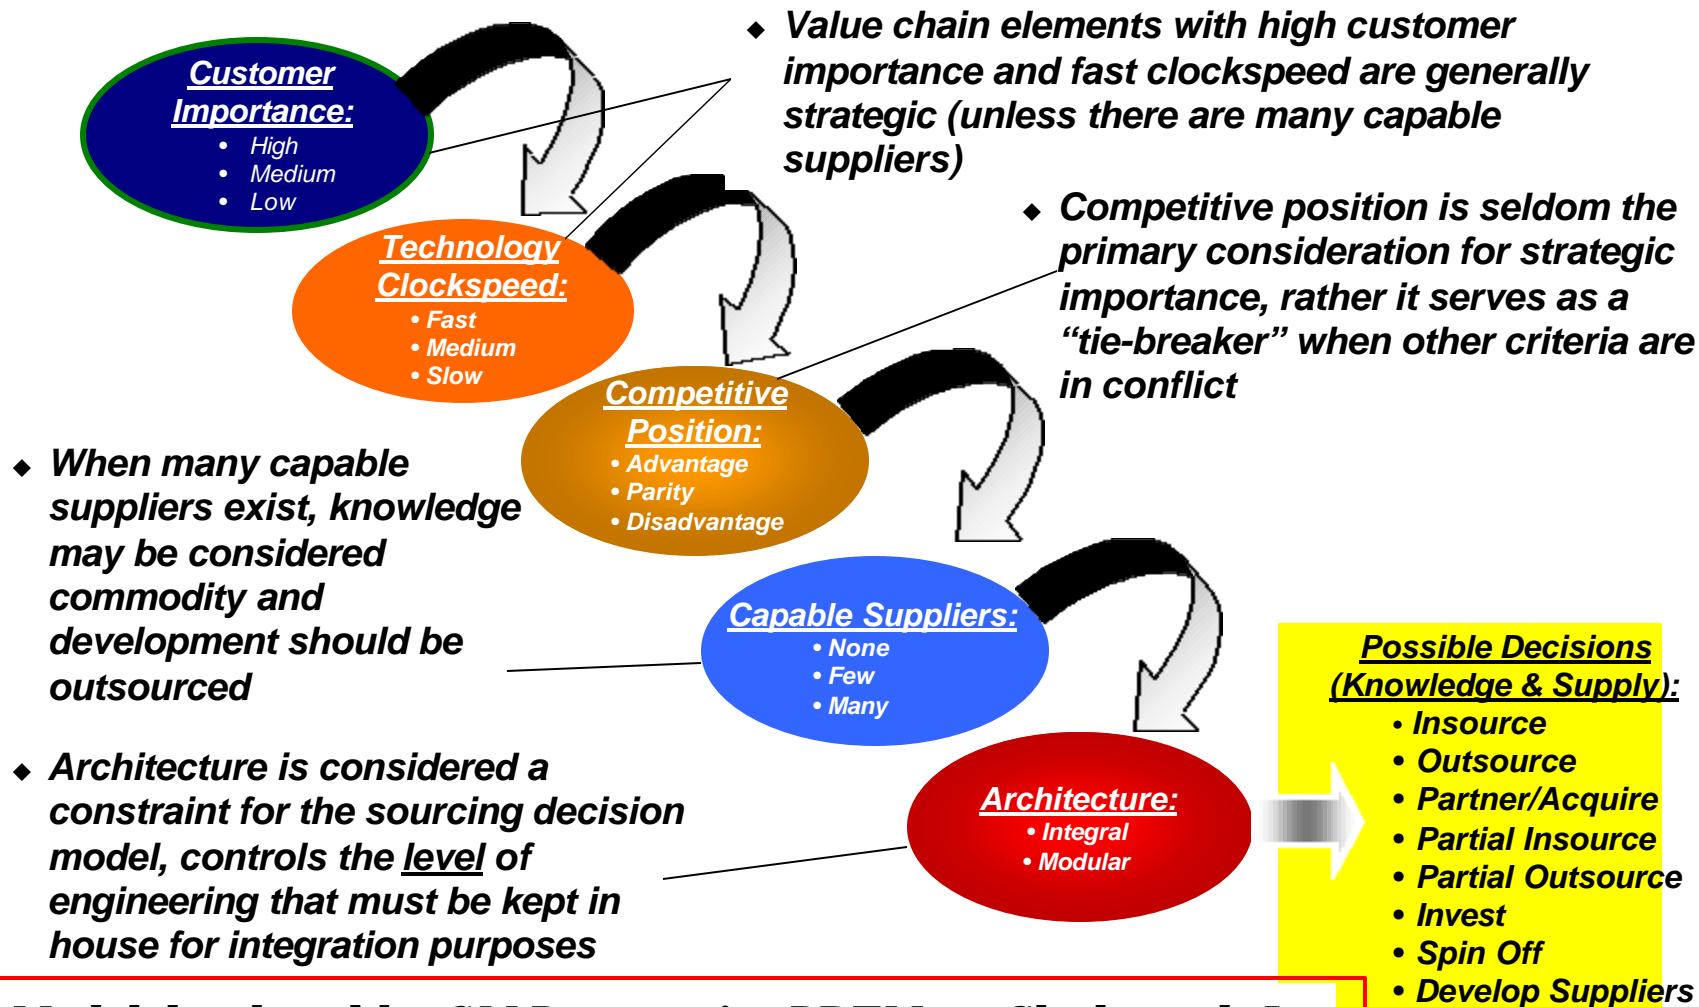 Customer
Importance:
• High
• Medium
• Low
◆ Value chain elements with high customer
importance and fast clockspeed are generally
strategic (unless there are many capable
suppliers)
Technology
Clockspeed:
• Fast
• Medium
• Slow
◆ Competitive position is seldom the
primary consideration for strategic
importance, rather it serves as a
“tie-breaker” when other criteria are
in conflict
Competitive
Position:
• Advantage
• Parity
• Disadvantage
◆ When many capable
suppliers exist, knowledge
may be considered
commodity and
development should be
outsourced
Capable Suppliers:
• None
• Few
• Many
◆ Architecture is considered a
constraint for the sourcing decision
model, controls the level of
engineering that must be kept in
house for integration purposes
Architecture:
• Integral
• Modular
Possible Decisions
(Knowledge & Supply):
• Insource
• Outsource
• Partner/Acquire
• Partial Insource
• Partial Outsource
• Invest
• Spin Off
• Develop Suppliers